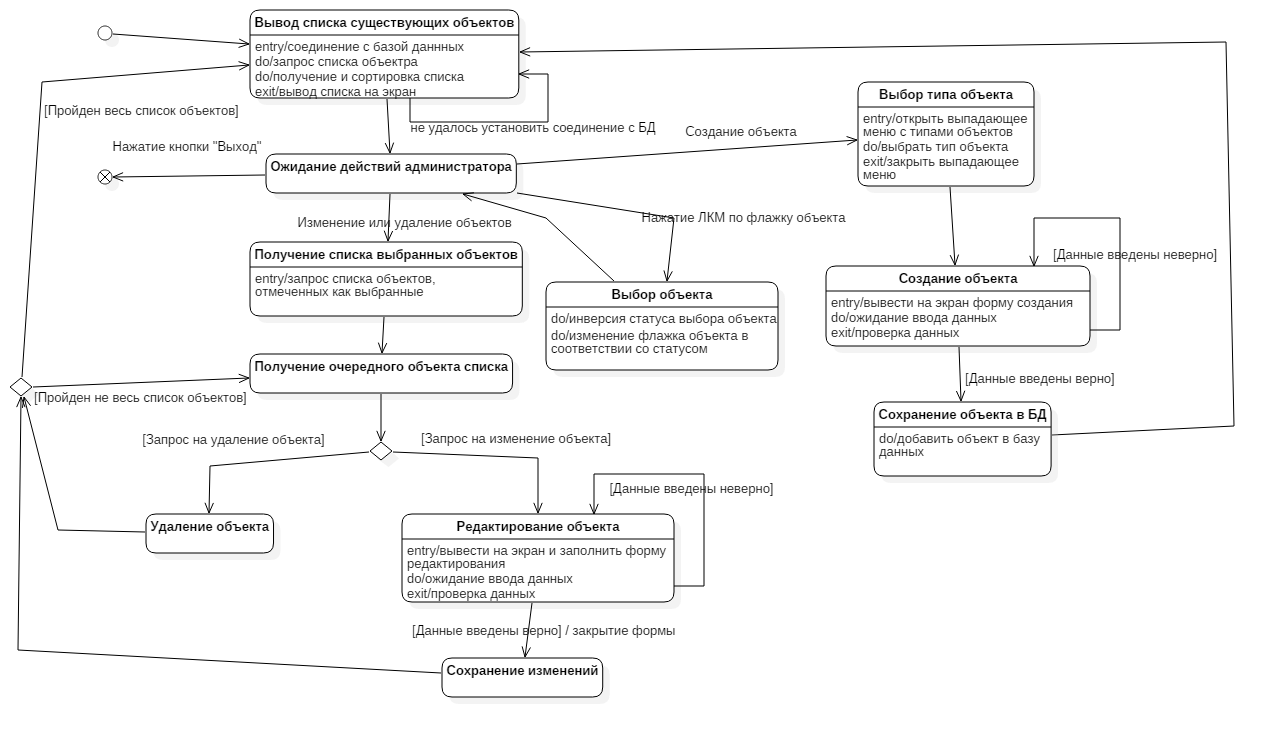 Вывод списка существующих объектов
entry/соединение с базой даннных
do/запрос списка объектра
do/получение и сортировка списка
exit/вывод списка на экран
[Пройден весь список объектов]
не удалось установить соединение с БД
Создание объекта
Выбор типа объекта
entry/открыть выпадающее
меню с типами объектов
do/выбрать тип объекта
exit/закрыть выпадающее
меню
Нажатие кнопки "Выход"
Ожидание действий администратора
Изменение или удаление объектов
Нажатие ЛКМ по флажку объекта
Получение списка выбранных объектов
entry/запрос списка объектов,
отмеченных как выбранные
Выбор объекта
do/инверсия статуса выбора объекта
do/изменение флажка объекта в
соответствии со статусом
[Данные введены неверно]
Создание объекта
entry/вывести на экран форму создания
do/ожидание ввода данных
exit/проверка данных
[Данные введены верно]
Получение очередного объекта списка
[Пройден не весь список объектов]
Сохранение объекта в БД
do/добавить объект в базу
данных
[Запрос на удаление объекта]
[Запрос на изменение объекта]
[Данные введены неверно]
Удаление объекта
Редактирование объекта
entry/вывести на экран и заполнить форму
редактирования
do/ожидание ввода данных
exit/проверка данных
[Данные введены верно] / закрытие формы
Сохранение изменений